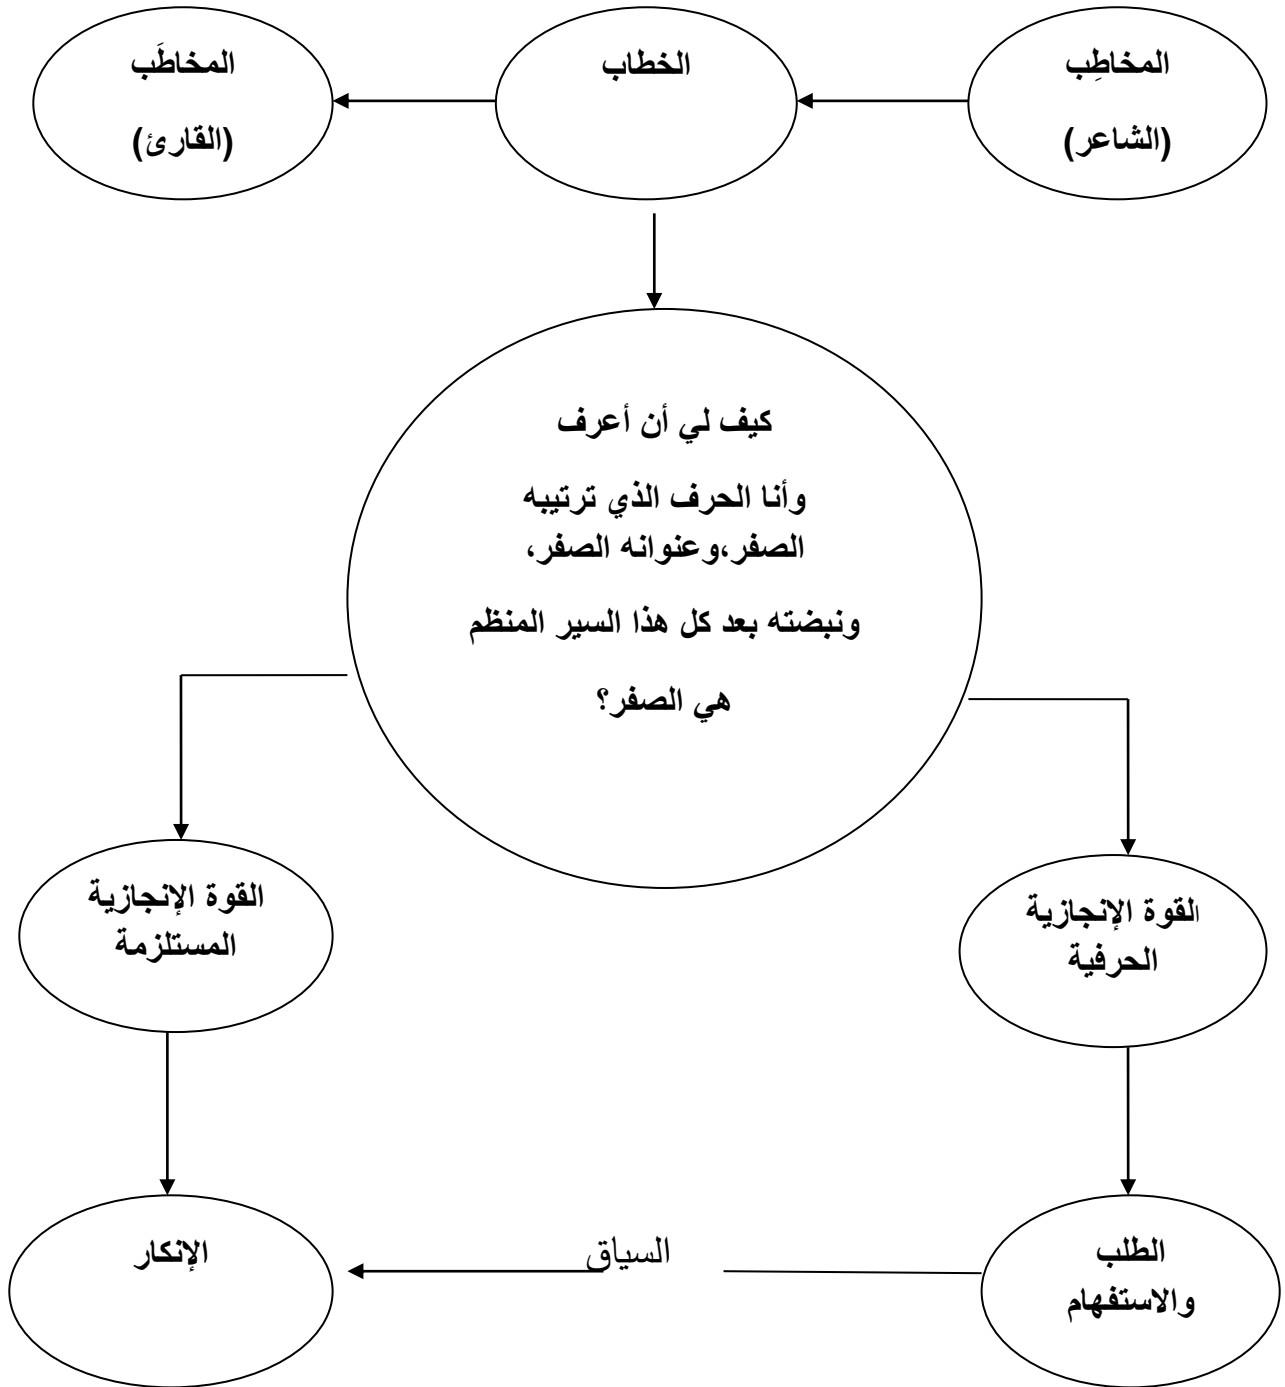 المخاطِب
(الشاعر)
الخطاب
المخاطَب
(القارئ)
كيف لي أن أعرف
وأنا الحرف الذي ترتيبه
الصفر،وعنوانه الصفر،
ونبضته بعد كل هذا السير المنظم
هي الصفر؟
القوة الإنجازية
الحرفية
القوة الإنجازية
المستلزمة
الطلب
والاستفهام
السياق
الإنكار